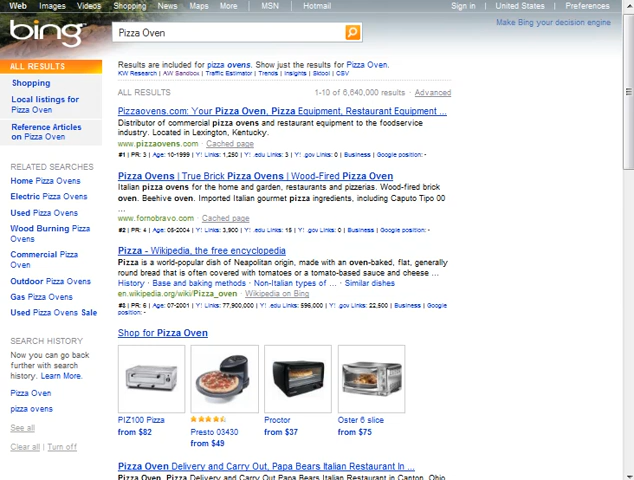 Web Images Videos Shopping News Maps More MSN Hotmail Sign in United States Preferences
Make Bing your decision engine
bing
Pizza Oven
ALL RESULTS
Shopping
Local listings for
Pizza Oven
Reference Articles
on Pizza Oven
RELATED SEARCHES
Home Pizza Ovens
Electric Pizza Ovens
Used Pizza Ovens
Wood Burning Pizza
Ovens
Commercial Pizza
Oven
Outdoor Pizza Ovens
Gas Pizza Ovens
Used Pizza Ovens Sale
SEARCH HISTORY
Now you can go back
further with search
history. Learn More.
Pizza Oven
pizza ovens
See all
Clear all | Turn off
Results are included for pizza ovens. Show just the results for Pizza Oven.
KW Research | AW Sandbox | Traffic Estimator | Trends | Insights | Sktool | CSV
ALL RESULTS 1-10 of 6,640,000 results · Advanced
Pizzaovens.com: Your Pizza Oven, Pizza Equipment, Restaurant Equipment ...
Distributor of commercial pizza ovens and restaurant equipment to the foodservice
industry. Located in Lexington, Kentucky.
www.pizzaovens.com · Cached page
#1 | PR: 3 | Age: 10-1999 | Y! Links: 1,250 | Y! .edu Links: 3 | Y! .gov Links: 0 | Business | Google position: -
Pizza Ovens | True Brick Pizza Ovens | Wood-Fired Pizza Oven
Italian pizza ovens for the home and garden, restaurants and pizzerias. Wood-fired brick
oven. Beehive oven. Imported Italian gourmet pizza ingredients, including Caputo Tipo 00
...
www.fornobravo.com · Cached page
#2 | PR: 4 | Age: 05-2004 | Y! Links: 3,900 | Y! .edu Links: 15 | Y! .gov Links: 0 | Business | Google position: -
Pizza - Wikipedia, the free encyclopedia
Pizza is a world-popular dish of Neapolitan origin, made with an oven-baked, flat, generally
round bread that is often covered with tomatoes or a tomato-based sauce and cheese ...
History · Base and baking methods · Non-Italian types of ... · Similar dishes
en.wikipedia.org/wiki/Pizza_oven · Wikipedia on Bing
#3 | PR: 6 | Age: 07-2001 | Y! Links: 77,900,000 | Y! .edu Links: 596,000 | Y! .gov Links: 22,500 | Business | Google
position: -
Shop for Pizza Oven
PIZ100 Pizza
from $82
Presto 03430
from $49
Proctor
from $37
Oster 6 slice
from $75
Pizza Oven Delivery and Carry Out, Papa Bears Italian Restaurant In ...
Pizza Oven, Pizza Delivery and Carry Out from Papa Bears Italian Restaurant in Canton, Ohio